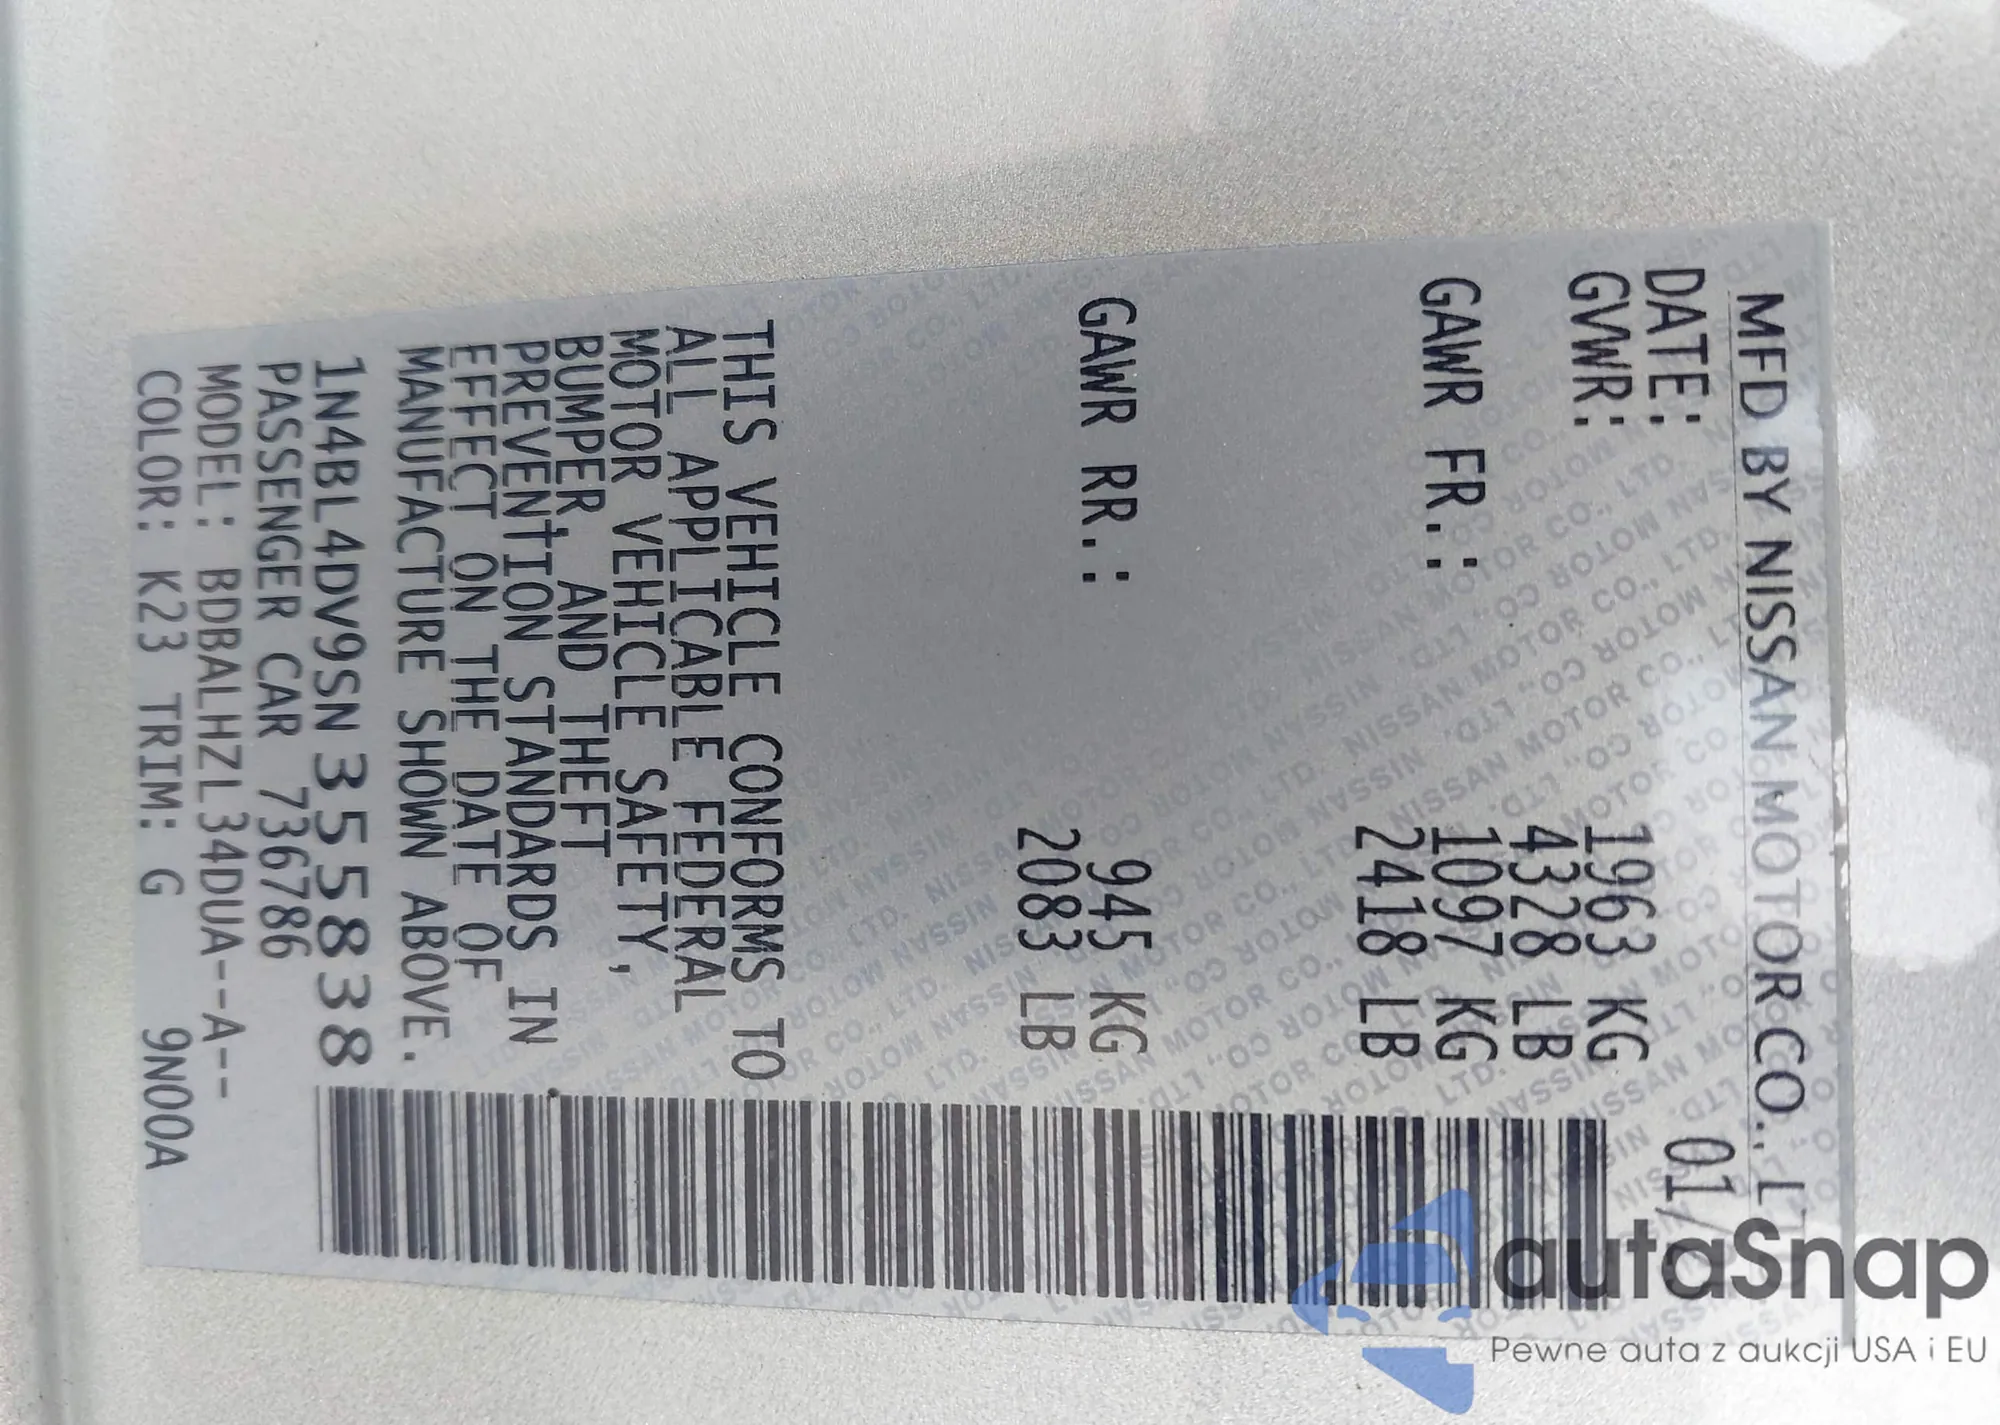 MFD BY NISSAN MOTOR CO., LTD
DATE: 01/
GVWR: 1963 KG
4328 LB
GAWR FR.: 1097 KG
2418 LB
GAWR RR.: 945 KG
2083 LB
THIS VEHICLE CONFORMS TO
ALL APPLICABLE FEDERAL
MOTOR VEHICLE SAFETY,
BUMPER, AND THEFT
PREVENTION STANDARDS IN
EFFECT ON THE DATE OF
MANUFACTURE SHOWN ABOVE.
1N4BL4DV9SN355838
PASSENGER CAR 736786
MODEL: BDBALHZL34DUA--A--
COLOR: K23 TRIM: G 9N00A
autaSnap
Pewne auta z aukcji USA i EU